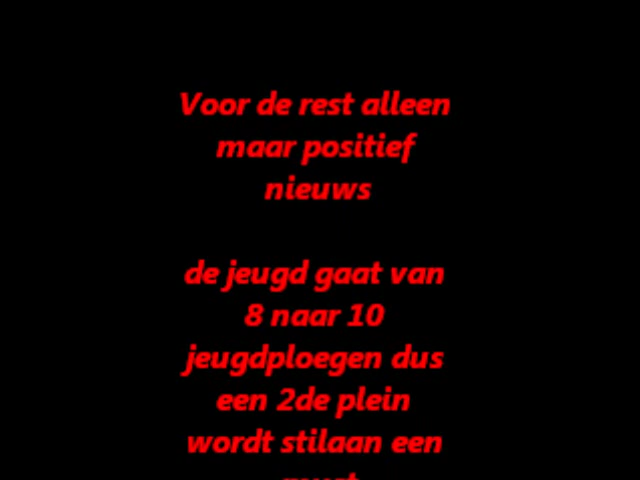 Voor de rest alleen
maar positief
nieuws
de jeugd gaat van
8 naar 10
jeugdploegen dus
een 2de plein
wordt stilaan een